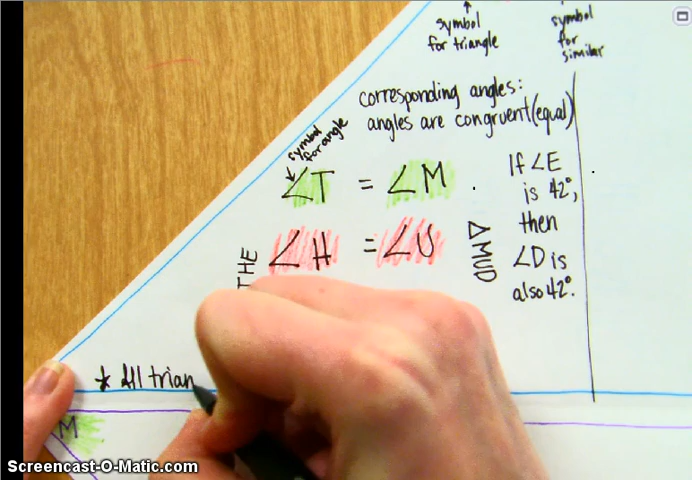 symbol
for triangle
symbol
for
similar
corresponding angles:
angles are congruent (equal)
symbol
for angle
∠T = ∠M
∠H = ∠U
THE
△MUD
If ∠E
is 42°,
then
∠D is
also 42°.
* All trian
M
Screencast-O-Matic.com